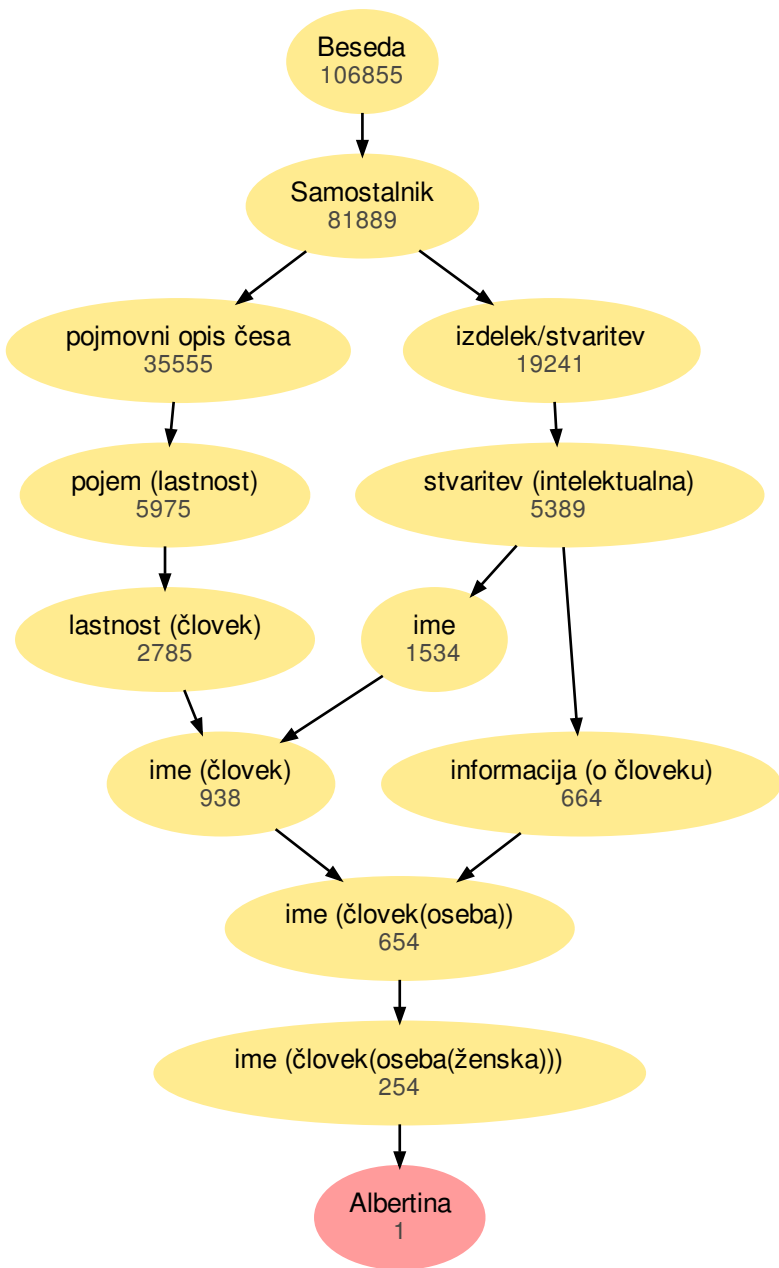 Beseda
106855
Samostalnik
81889
pojmovni opis česa
35555
izdelek/stvaritev
19241
pojem (lastnost)
5975
stvaritev (intelektualna)
5389
lastnost (človek)
2785
ime
1534
ime (človek)
938
informacija (o človeku)
664
ime (človek(oseba))
654
ime (človek(oseba(ženska)))
254
Albertina
1